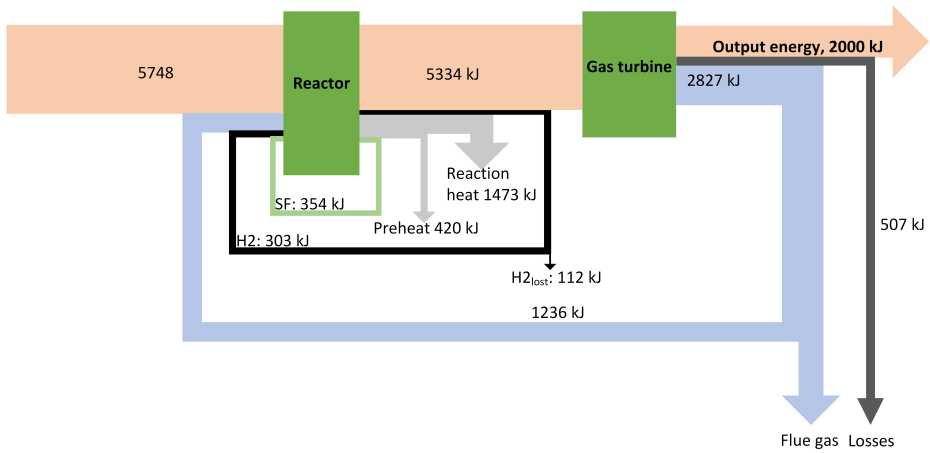 Output energy, 2000 kJ
5748
Reactor
5334 kJ
Gas turbine
2827 kJ
Reaction
heat 1473 kJ
SF: 354 kJ
Preheat 420 kJ
507 kJ
H2: 303 kJ
H2lost: 112 kJ
1236 kJ
Flue gas
Losses